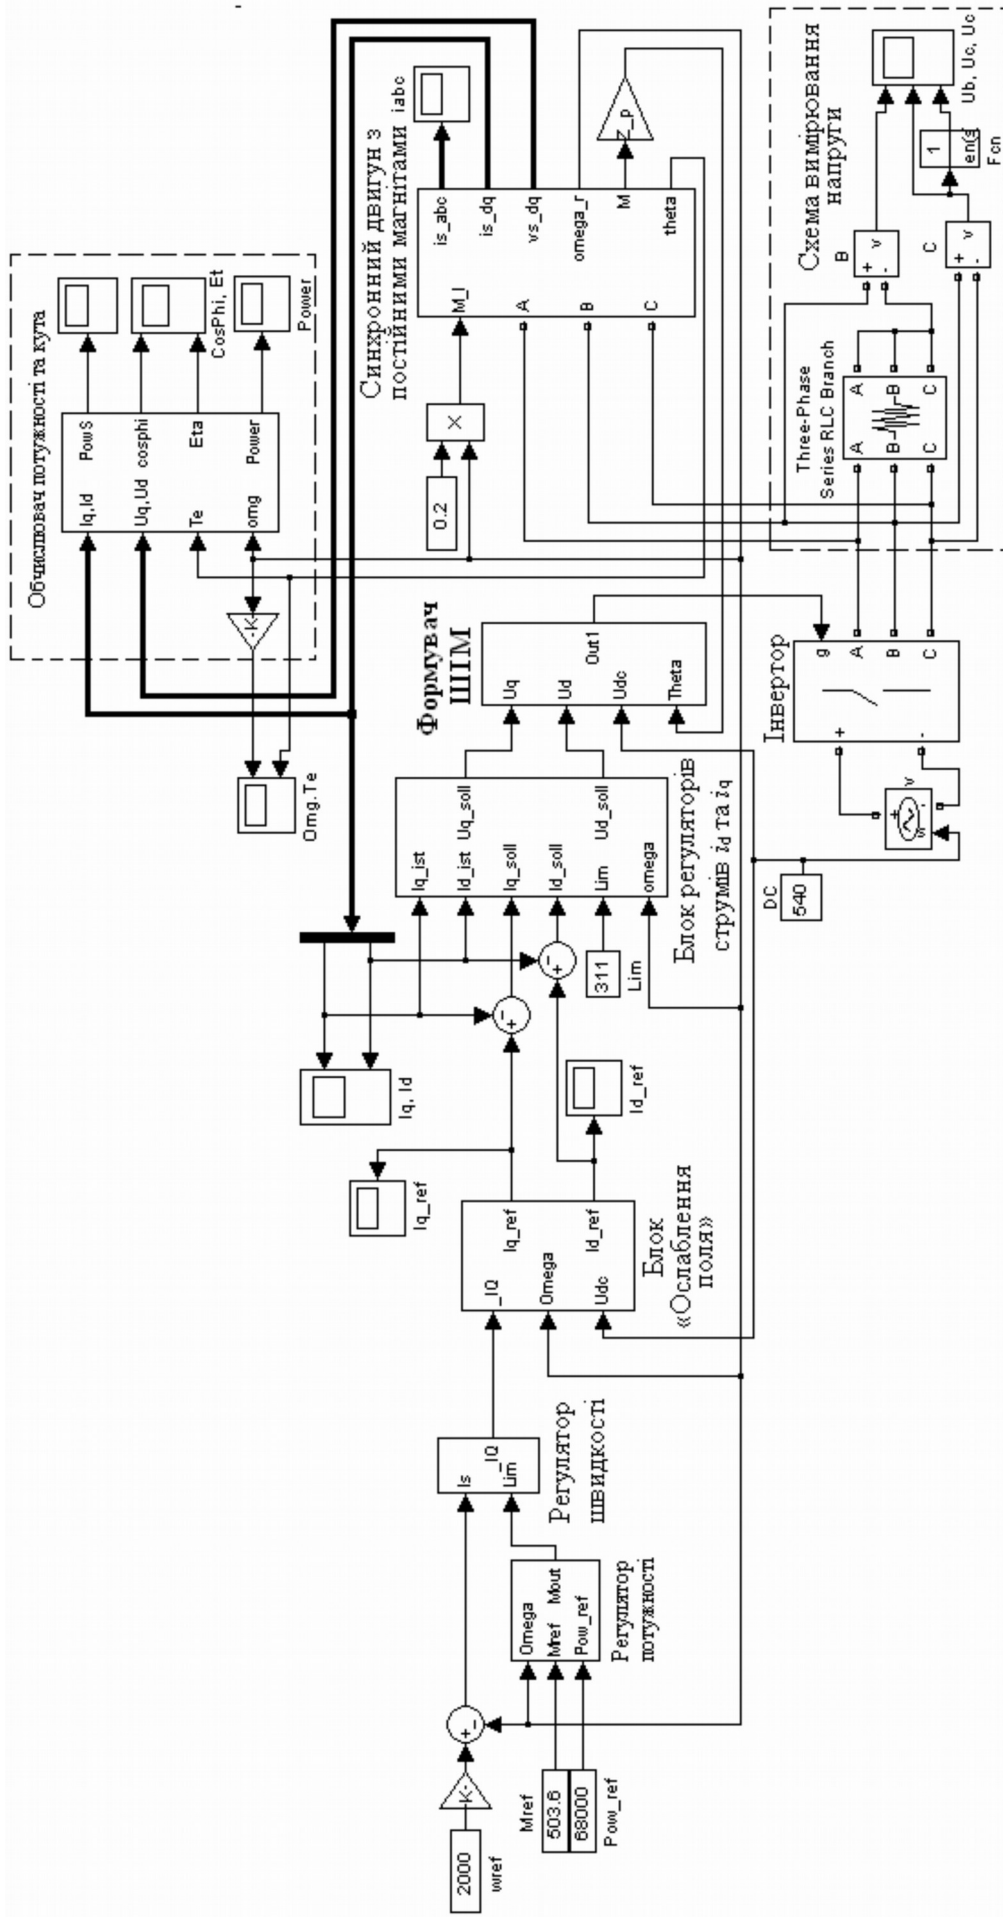 2000
wref
K-
+
-
Mref
503.6
68000
Pow_ref
Omega
Mref Mout
Pow_ref
Регулятор
потужності
Is
_IQ
Lim
Регулятор
швидкості
_IQ
Iq_ref
Omega
Id_ref
Udc
Блок
«Ослаблення
поля»
Iq_ref
Id_ref
Iq, Id
+
-
+
-
311
Lim
Iq_ist
Id_ist Uq_soll
Iq_soll
Id_soll
Lim Ud_soll
omega
Блок регуляторів
струмів id та iq
Omg.Te
Формувач
ШІМ
Uq
Ud Out1
Udc
Theta
DC
540
+
s
-
v
Інвертор
g
+ A
B
- C
Обчислювач потужності та кута
Iq,Id PowS
Uq,Ud cosphi
Te Eta
omg Power
-K-
CosPhi, Et
Power
0.2
X
Синхронний двигун з
постійними магнітами iabc
M_l is_abc
is_dq
A vs_dq
B omega_r
M
C theta
Z_p
Three-Phase
Series RLC Branch
A A
B B
C C
Схема вимірювання
напруги
B
+
- v
C
+
- v
1
en(s
Fcn
Ub, Uc, Uc